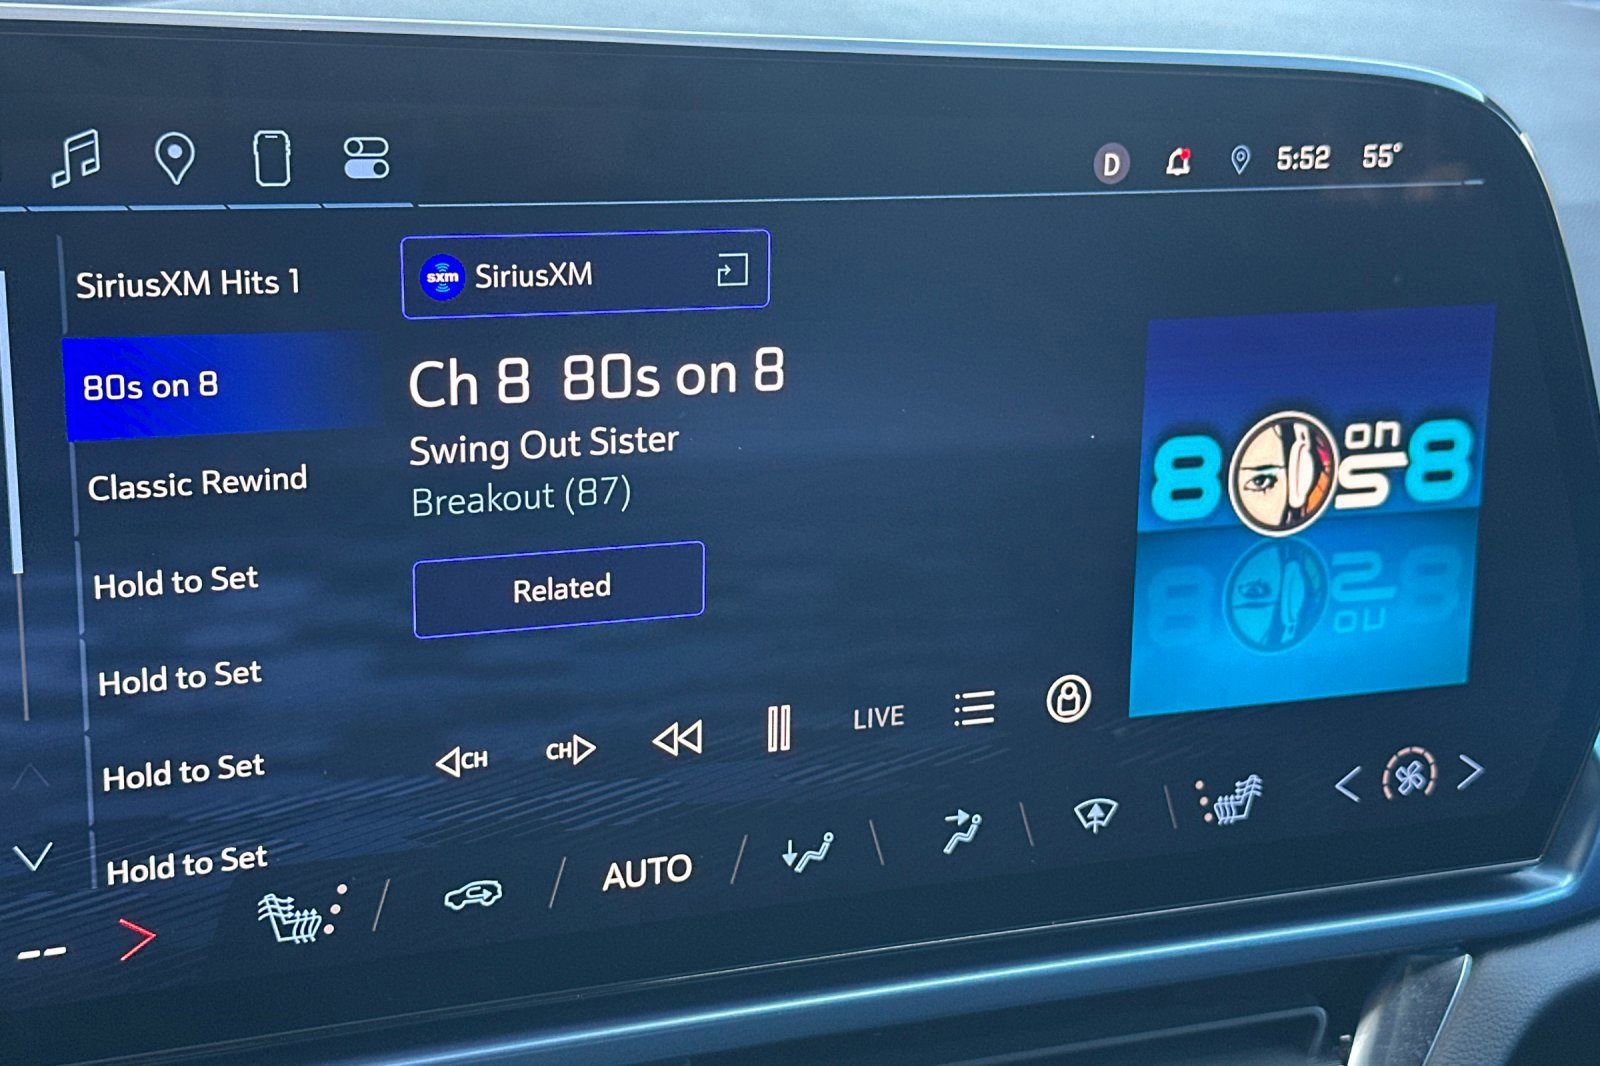 D 5:52 55°
SiriusXM Hits 1
80s on 8
Classic Rewind
Hold to Set
Hold to Set
Hold to Set
Hold to Set
sxm SiriusXM
Ch 8 80s on 8
Swing Out Sister
Breakout (87)
Related
80s on 8
CH
CH
LIVE
AUTO
--